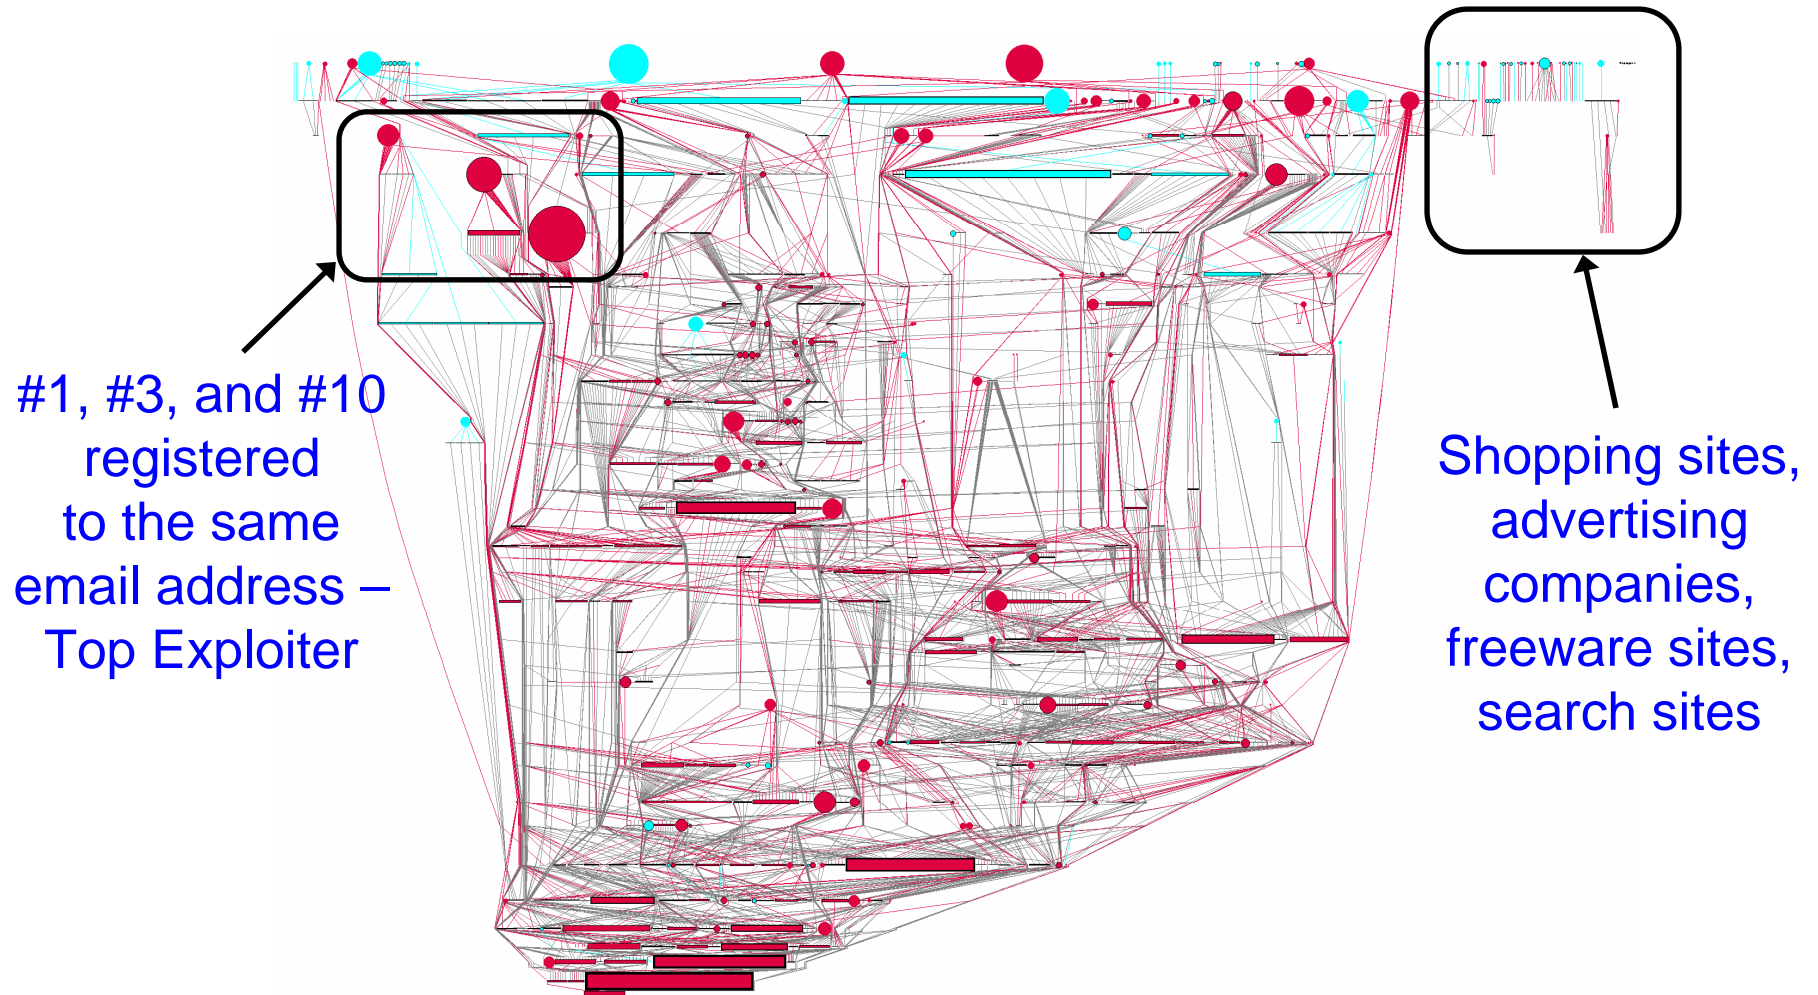 #1, #3, and #10
registered
to the same
email address –
Top Exploiter
Shopping sites,
advertising
companies,
freeware sites,
search sites